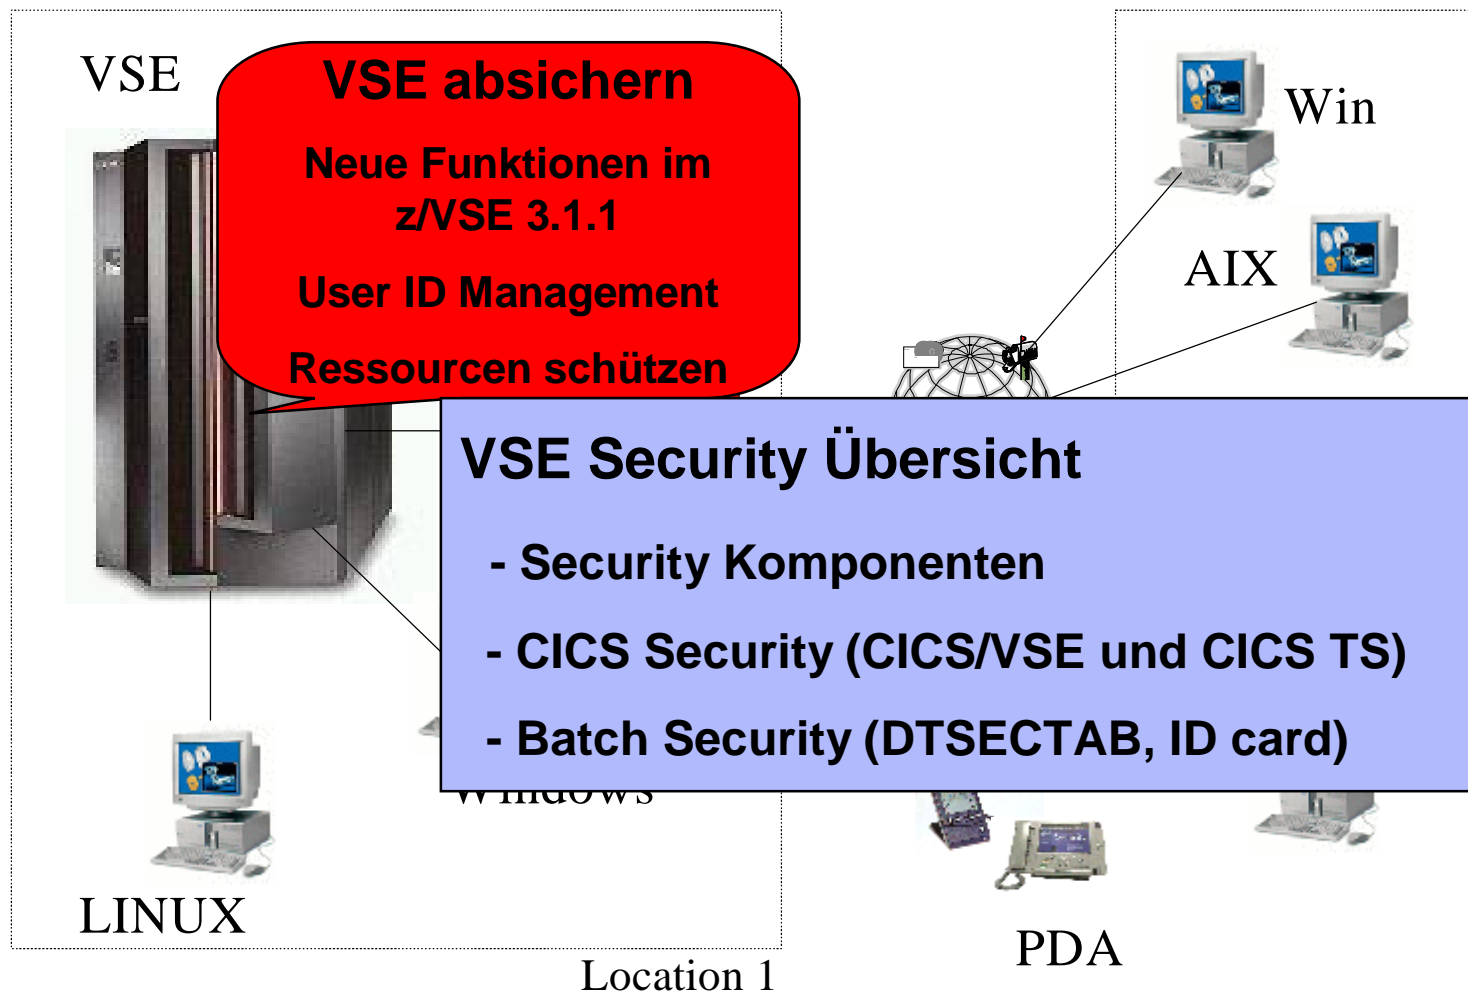 VSE
VSE absichern
Neue Funktionen im
z/VSE 3.1.1
User ID Management
Ressourcen schützen
Win
AIX
VSE Security Übersicht
- Security Komponenten
- CICS Security (CICS/VSE und CICS TS)
- Batch Security (DTSECTAB, ID card)
Windows
LINUX
PDA
Location 1